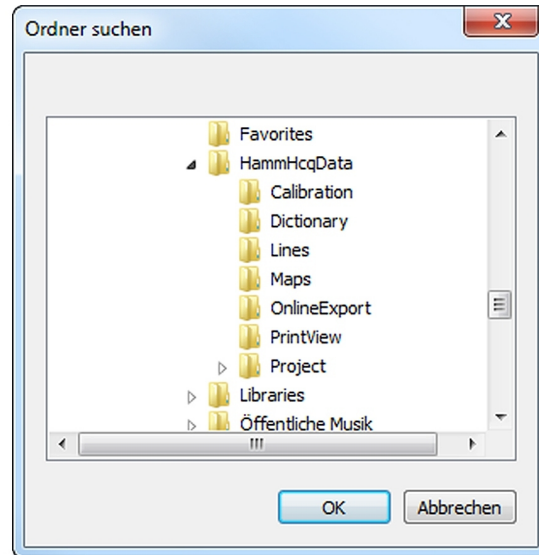 Ordner suchen
Favorites
HammHcqData
Calibration
Dictionary
Lines
Maps
OnlineExport
PrintView
Project
Libraries
Öffentliche Musik
OK Abbrechen